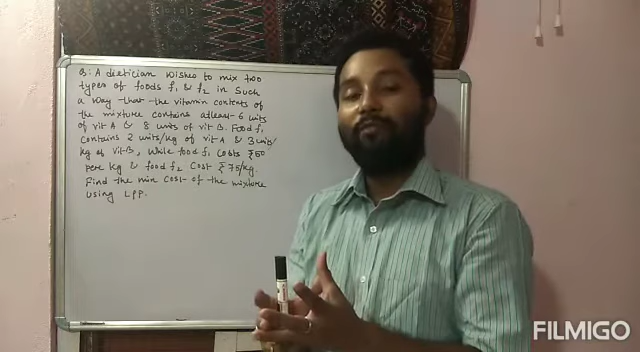 Q: A dietician wishes to mix two
types of foods f₁ & f₂ in such
a way that the vitamin contents of
the mixture contains atleast 6 units
of vit A & 8 units of vit B. Food f₁
contains 2 units/kg of vit A & 3 units/
kg of vit B, while food f₁ costs ₹50
per kg & food f₂ cost ₹75/kg.
Find the min cost of the mixture
using LPP.
FILMIGO